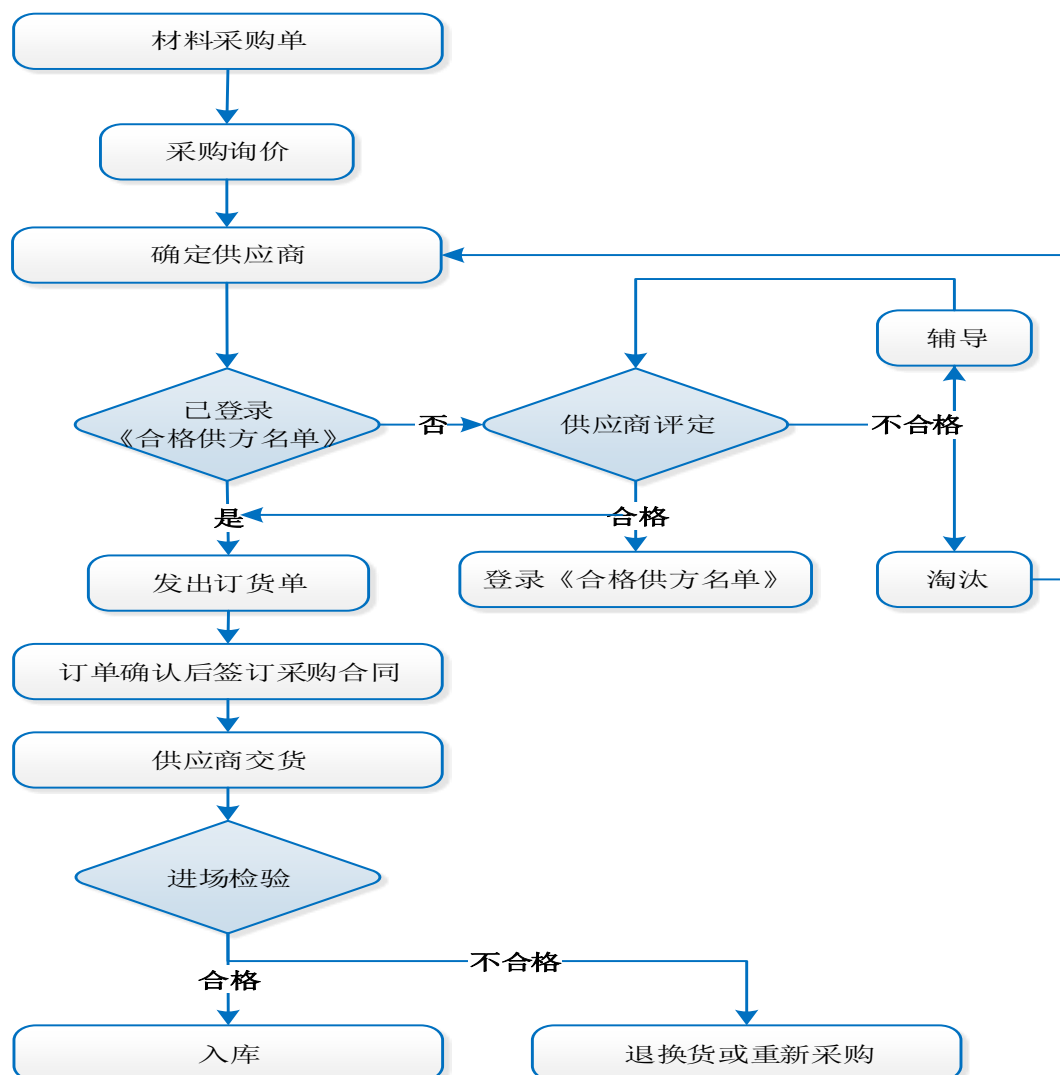 材料采购单
采购询价
确定供应商
辅导
已登录
《合格供方名单》
否
供应商评定
不合格
是
合格
发出订货单
登录《合格供方名单》
淘汰
订单确认后签订采购合同
供应商交货
进场检验
不合格
合格
入库
退换货或重新采购